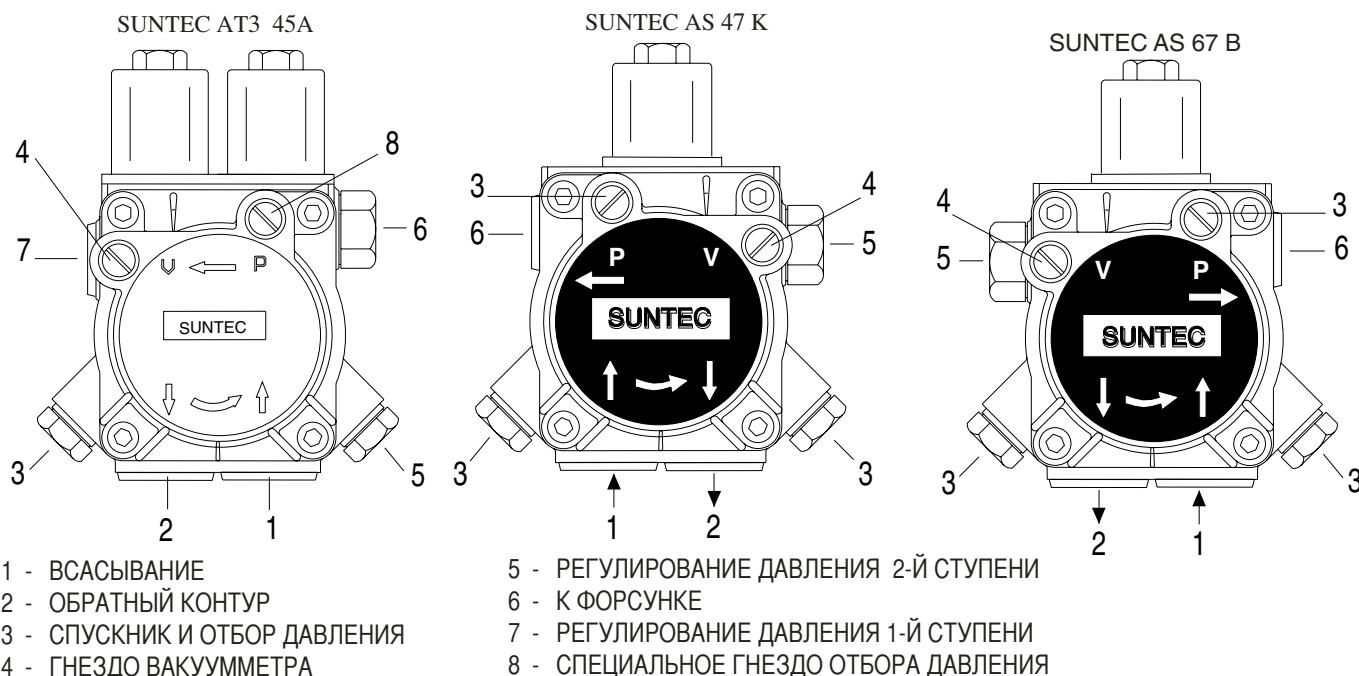 SUNTEC AT3 45A
SUNTEC AS 47 K
SUNTEC AS 67 B
4
8
7
6
V P
SUNTEC
3
5
2
1
3
4
6
5
P V
SUNTEC
3
3
1
2
4
3
5
6
V P
SUNTEC
3
3
2
1
1 - ВСАСЫВАНИЕ
2 - ОБРАТНЫЙ КОНТУР
3 - СПУСКНИК И ОТБОР ДАВЛЕНИЯ
4 - ГНЕЗДО ВАКУУММЕТРА
5 - РЕГУЛИРОВАНИЕ ДАВЛЕНИЯ 2-Й СТУПЕНИ
6 - К ФОРСУНКЕ
7 - РЕГУЛИРОВАНИЕ ДАВЛЕНИЯ 1-Й СТУПЕНИ
8 - СПЕЦИАЛЬНОЕ ГНЕЗДО ОТБОРА ДАВЛЕНИЯ